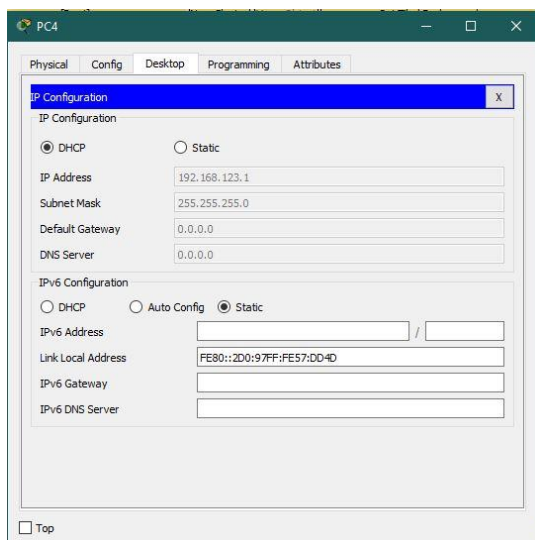 PC4
Physical Config Desktop Programming Attributes
IP Configuration X
IP Configuration
DHCP Static
IP Address 192.168.123.1
Subnet Mask 255.255.255.0
Default Gateway 0.0.0.0
DNS Server 0.0.0.0
IPv6 Configuration
DHCP Auto Config Static
IPv6 Address /
Link Local Address FE80::2D0:97FF:FE57:DD4D
IPv6 Gateway
IPv6 DNS Server
Top